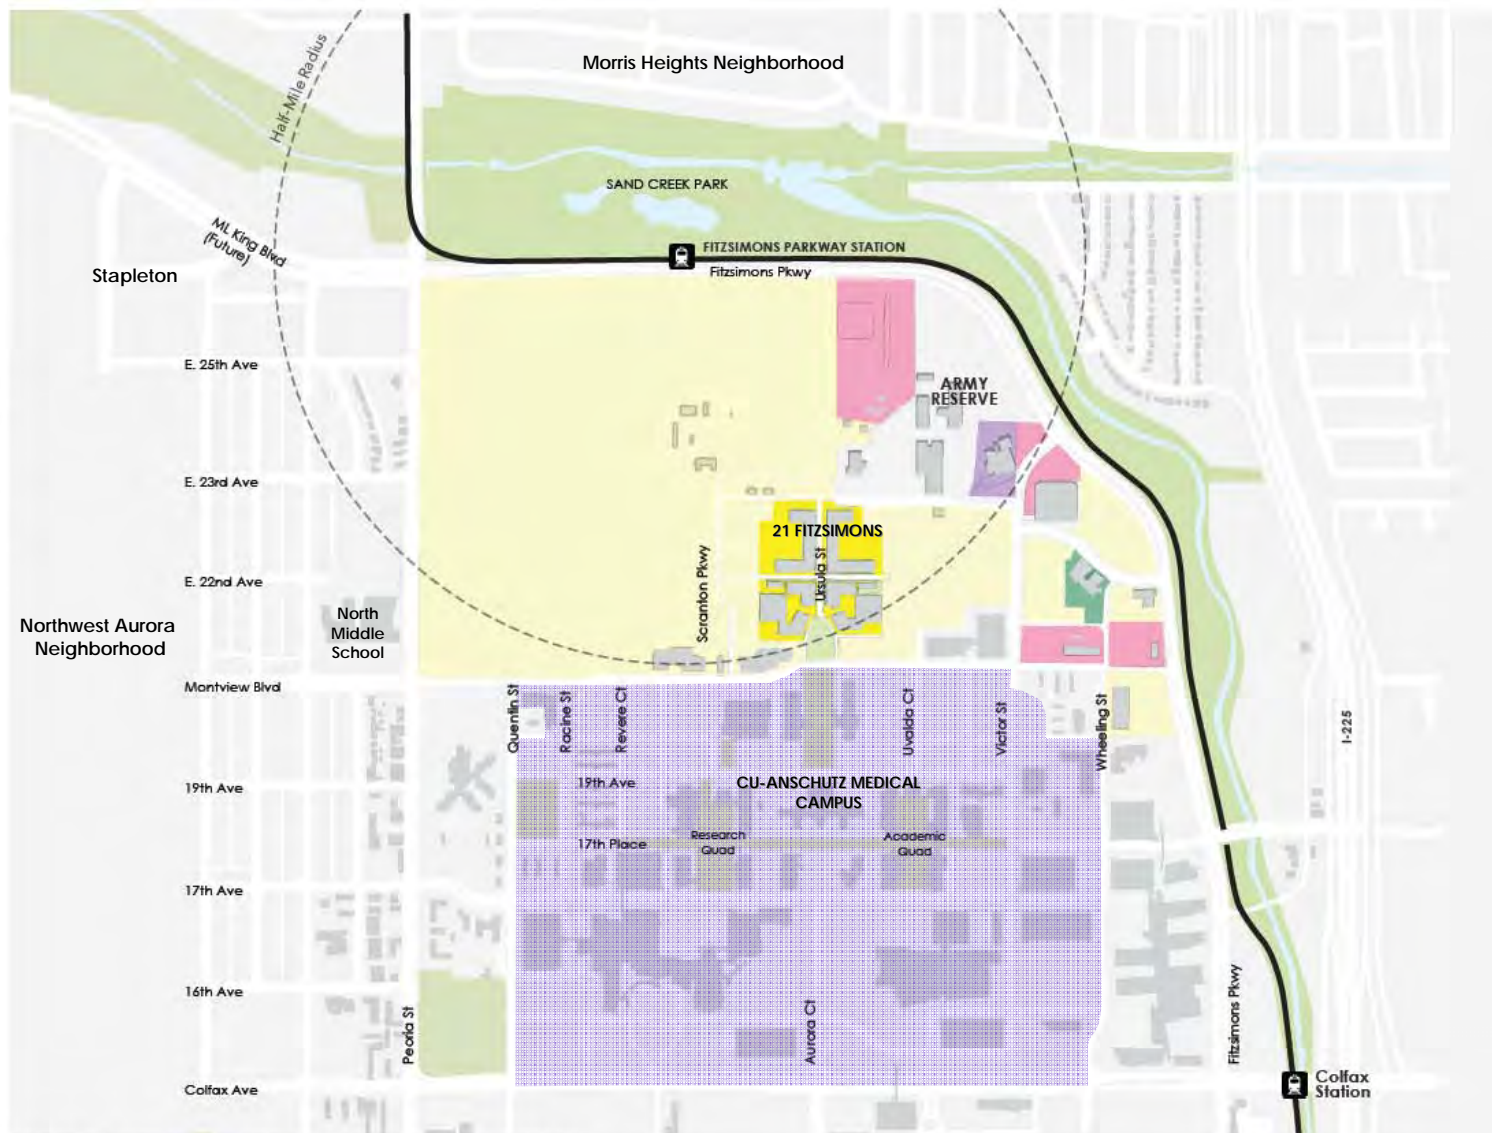 Half-Mile Radius
Morris Heights Neighborhood
SAND CREEK PARK
ML King Blvd
(Future)
FITZSIMONS PARKWAY STATION
Fitzsimons Pkwy
Stapleton
E. 25th Ave
ARMY
RESERVE
E. 23rd Ave
21 FITZSIMONS
Ursula St
Scranton Pkwy
E. 22nd Ave
Northwest Aurora
Neighborhood
North
Middle
School
Montview Blvd
Quentin St
Racine St
Revere Ct
Uvalda Ct
Victor St
Wheeling St
I-225
19th Ave
19th Ave
CU-ANSCHUTZ MEDICAL
CAMPUS
17th Place
Research
Quad
Academic
Quad
17th Ave
16th Ave
Peoria St
Aurora Ct
Fitzsimons Pkwy
Colfax Ave
Colfax
Station